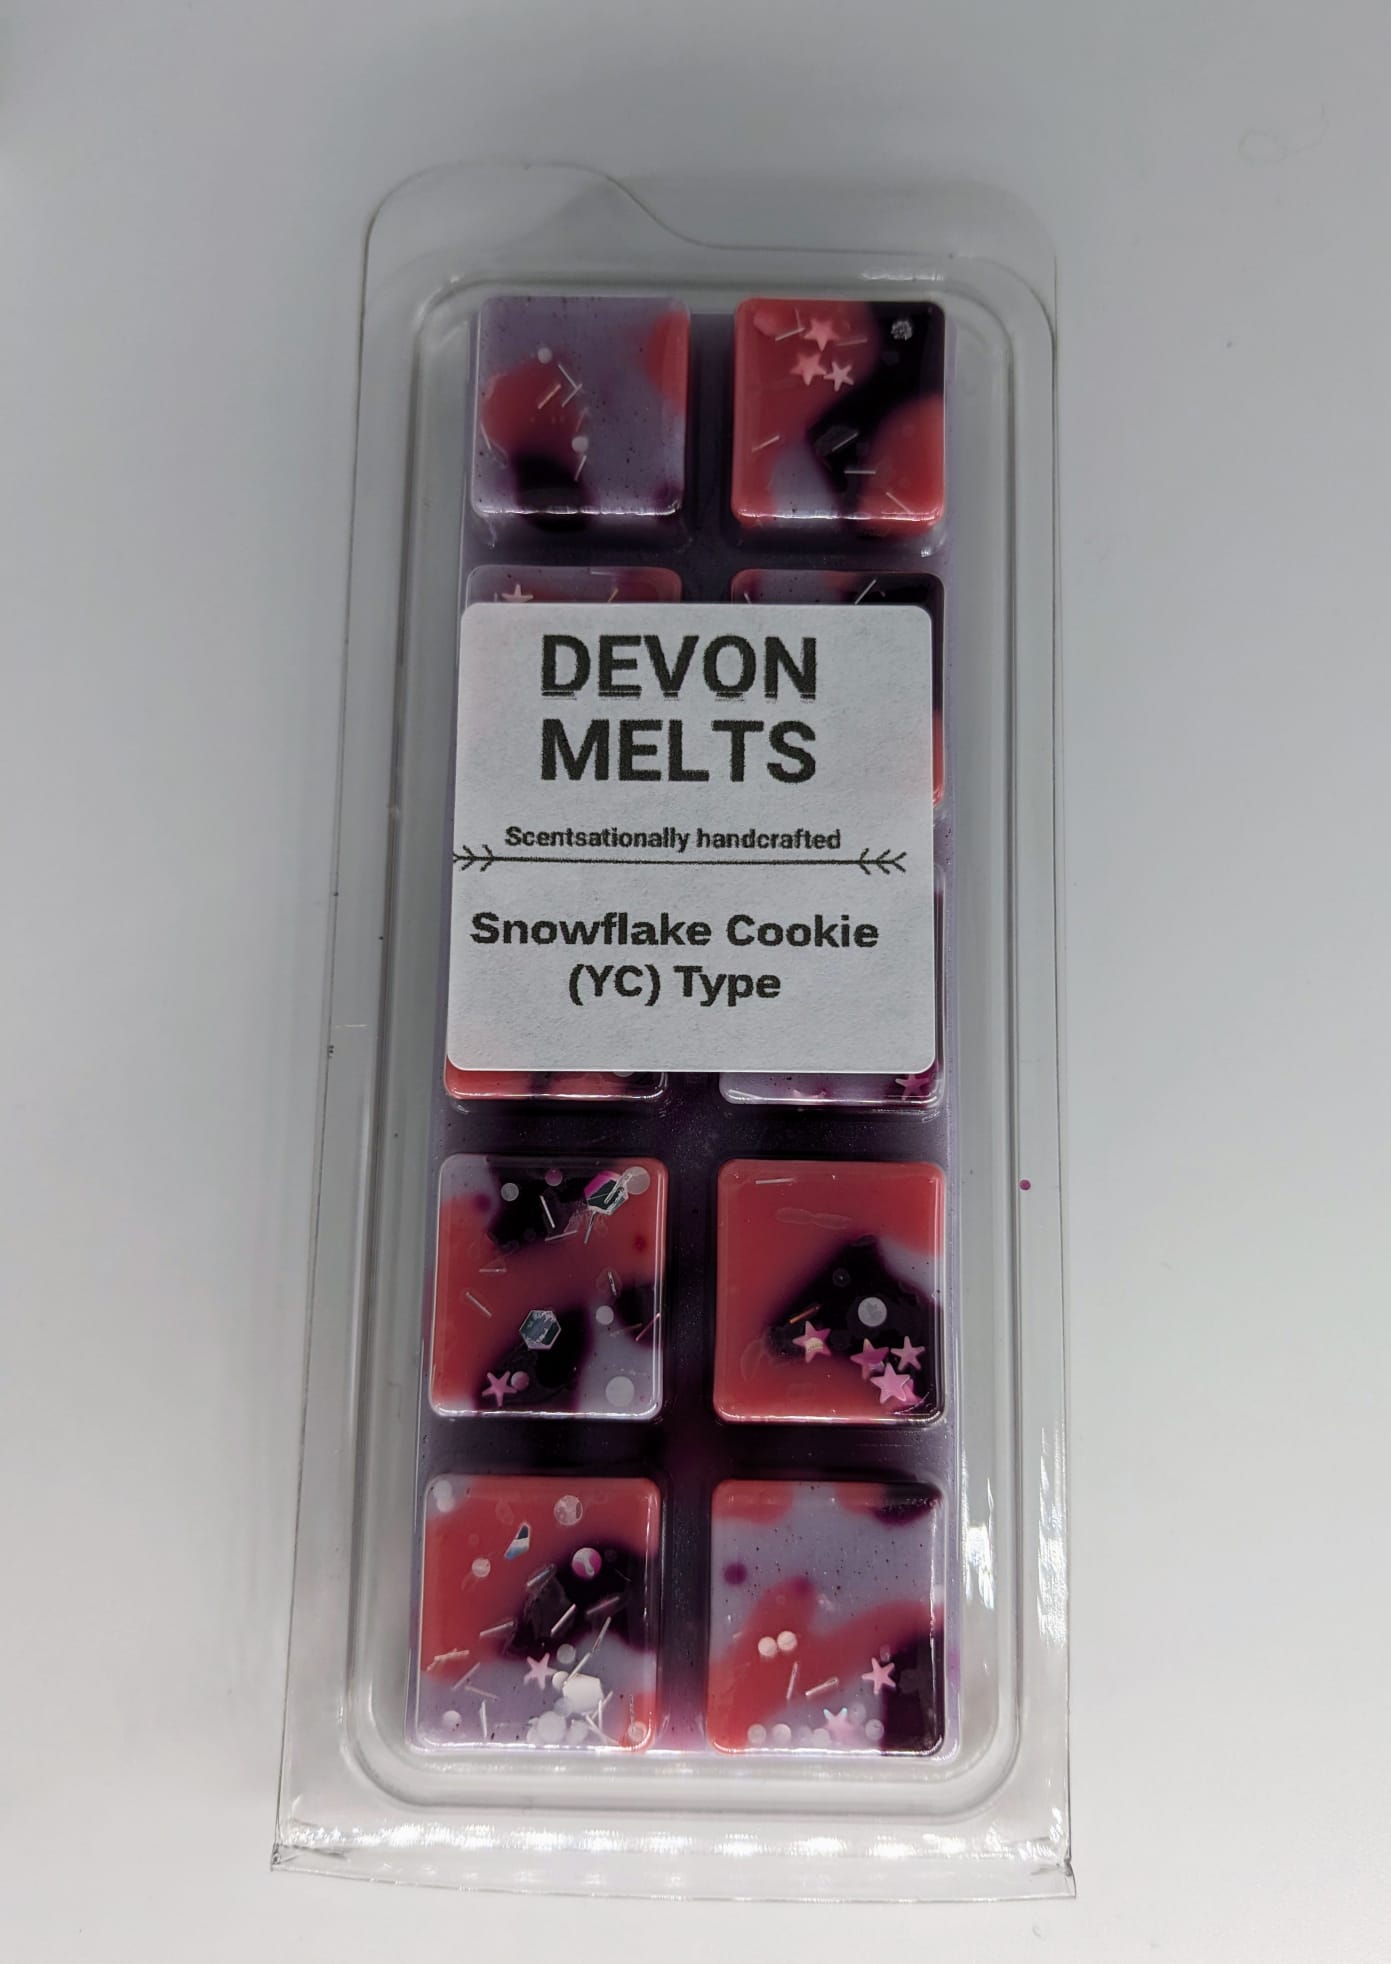 DEVON
MELTS
Scentsationally handcrafted
Snowflake Cookie
(YC) Type